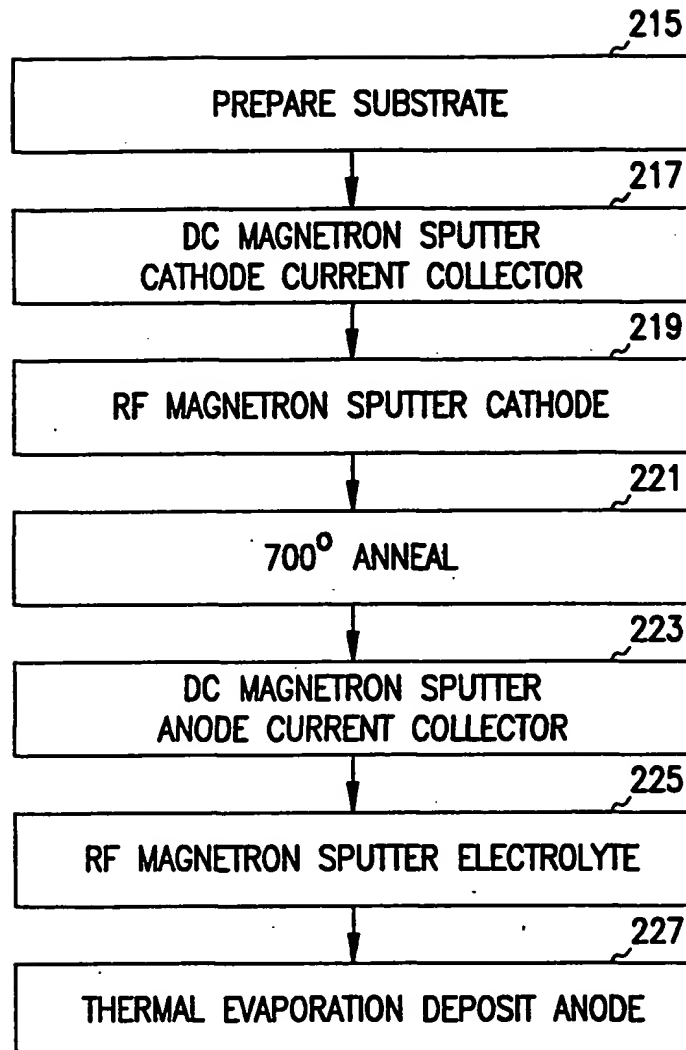 215
PREPARE SUBSTRATE
217
DC MAGNETRON SPUTTER
CATHODE CURRENT COLLECTOR
219
RF MAGNETRON SPUTTER CATHODE
221
700° ANNEAL
223
DC MAGNETRON SPUTTER
ANODE CURRENT COLLECTOR
225
RF MAGNETRON SPUTTER ELECTROLYTE
227
THERMAL EVAPORATION DEPOSIT ANODE